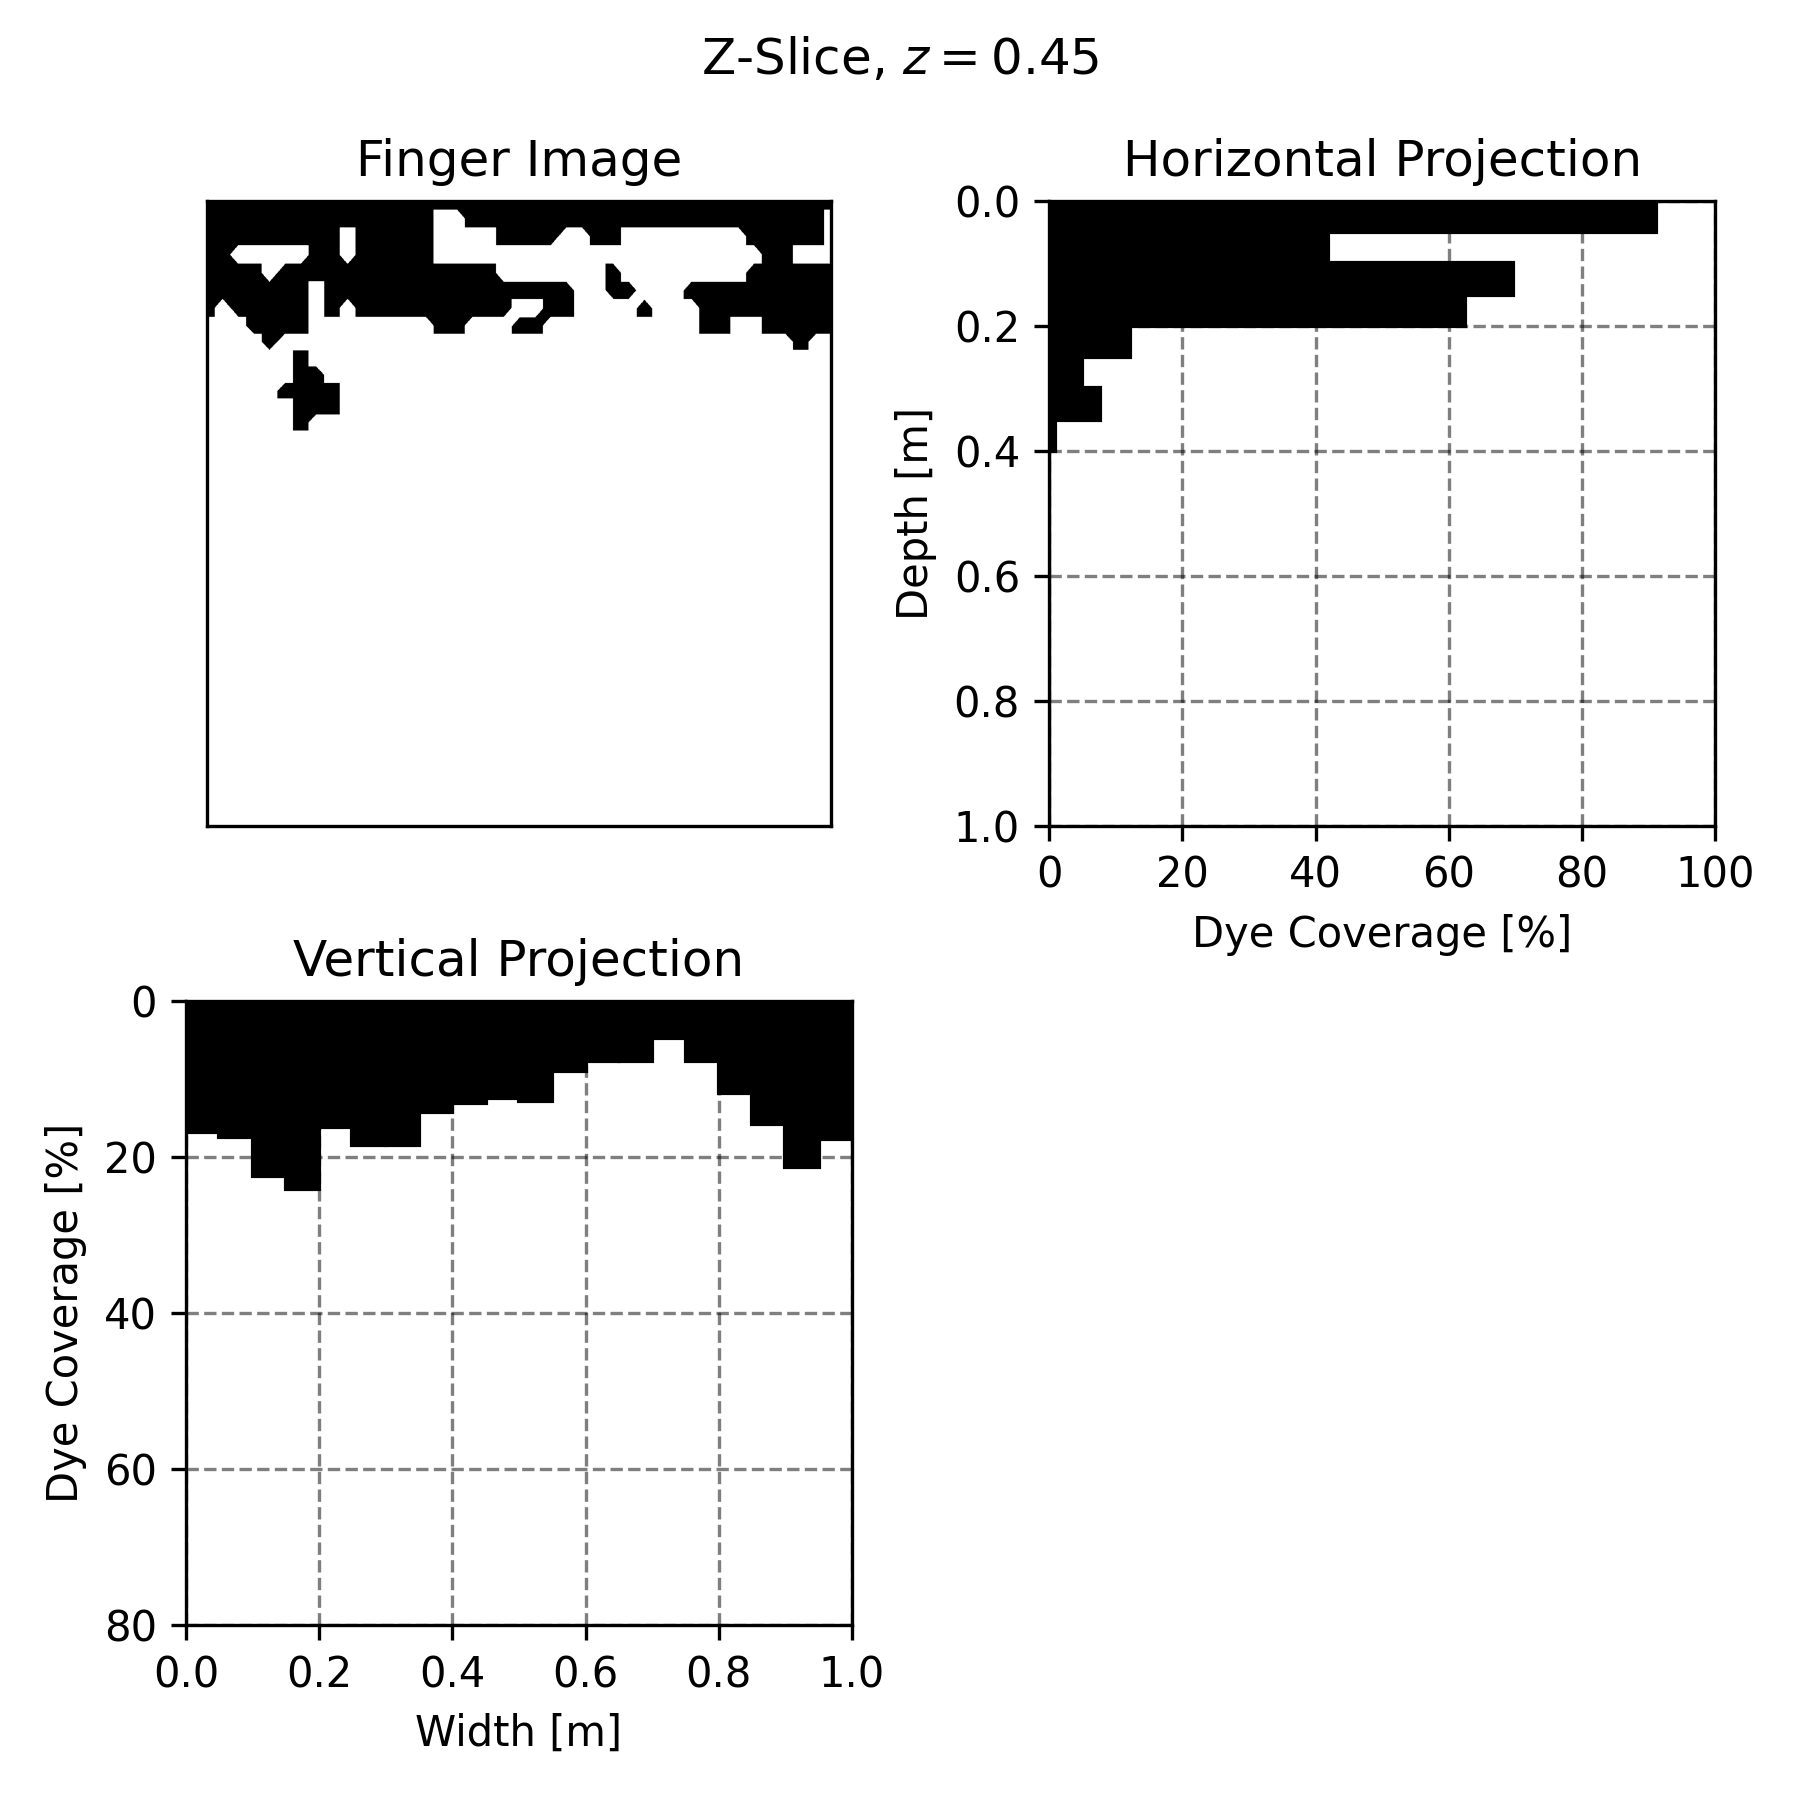 Z-Slice, z = 0.45
Finger Image
Horizontal Projection
0.0
0.2
0.4
0.6
0.8
1.0
Depth [m]
0 20 40 60 80 100
Dye Coverage [%]
Vertical Projection
0
20
40
60
80
Dye Coverage [%]
0.0 0.2 0.4 0.6 0.8 1.0
Width [m]